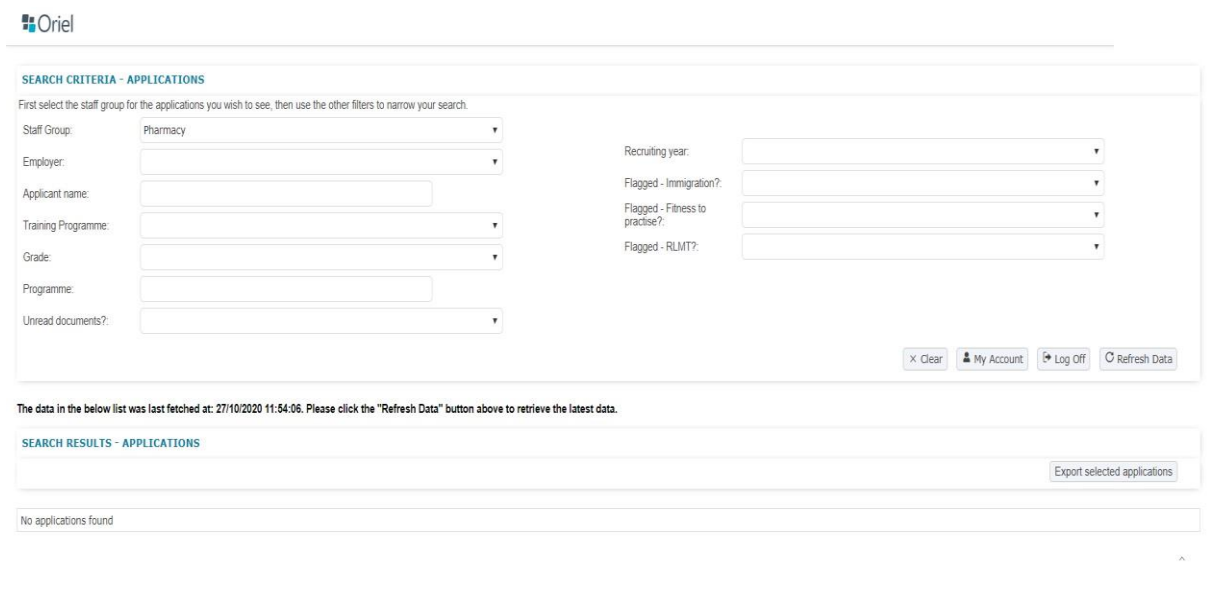 Oriel
SEARCH CRITERIA - APPLICATIONS
First select the staff group for the applications you wish to see, then use the other filters to narrow your search.
Staff Group:
Pharmacy
Employer:
Applicant name:
Training Programme:
Grade:
Programme:
Unread documents?:
Recruiting year:
Flagged - Immigration?:
Flagged - Fitness to
practise?:
Flagged - RLMT?:
× Clear
My Account
Log Off
Refresh Data
The data in the below list was last fetched at: 27/10/2020 11:54:06. Please click the "Refresh Data" button above to retrieve the latest data.
SEARCH RESULTS - APPLICATIONS
Export selected applications
No applications found